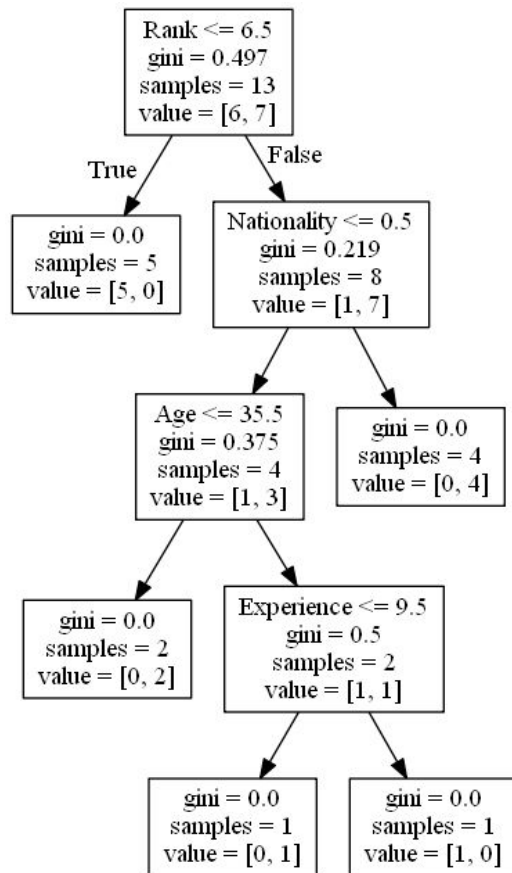 Rank <= 6.5
gini = 0.497
samples = 13
value = [6, 7]
True
False
gini = 0.0
samples = 5
value = [5, 0]
Nationality <= 0.5
gini = 0.219
samples = 8
value = [1, 7]
Age <= 35.5
gini = 0.375
samples = 4
value = [1, 3]
gini = 0.0
samples = 4
value = [0, 4]
gini = 0.0
samples = 2
value = [0, 2]
Experience <= 9.5
gini = 0.5
samples = 2
value = [1, 1]
gini = 0.0
samples = 1
value = [0, 1]
gini = 0.0
samples = 1
value = [1, 0]